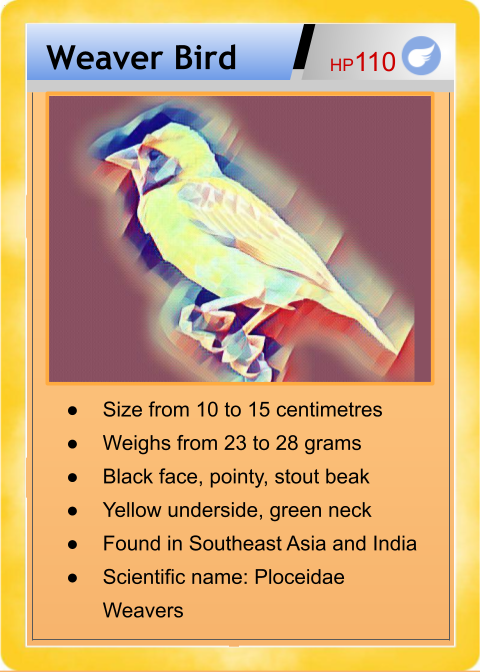 Weaver Bird HP110
● Size from 10 to 15 centimetres
● Weighs from 23 to 28 grams
● Black face, pointy, stout beak
● Yellow underside, green neck
● Found in Southeast Asia and India
● Scientific name: Ploceidae
Weavers